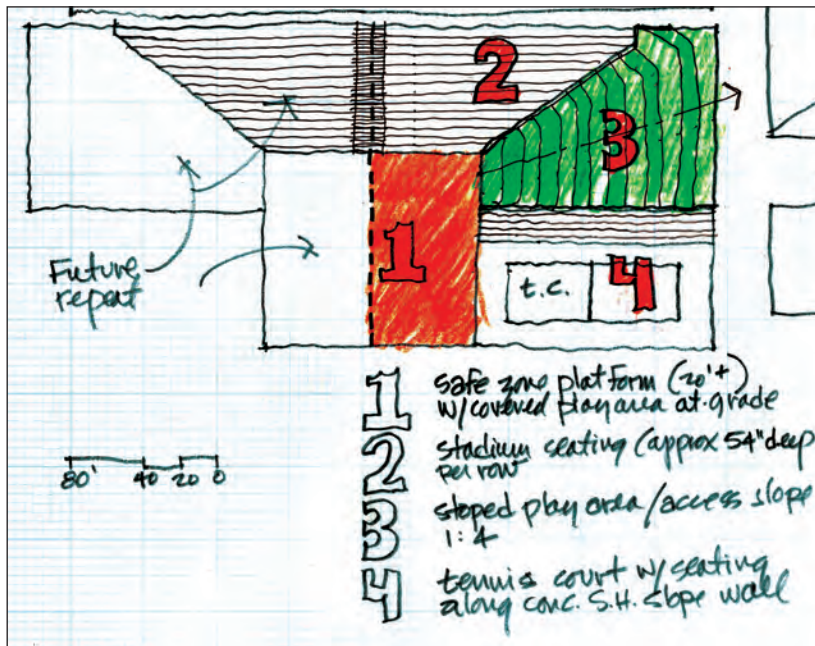 2
3
1
Future
repeat
t.c.
4
80' 40 20 0
1 safe zone platform (20'+)
w/covered play area at grade
2 stadium seating (approx 54" deep
per row
3 sloped play area/access slope
1:4
4 tennis court w/seating
along conc. S.H. slope wall